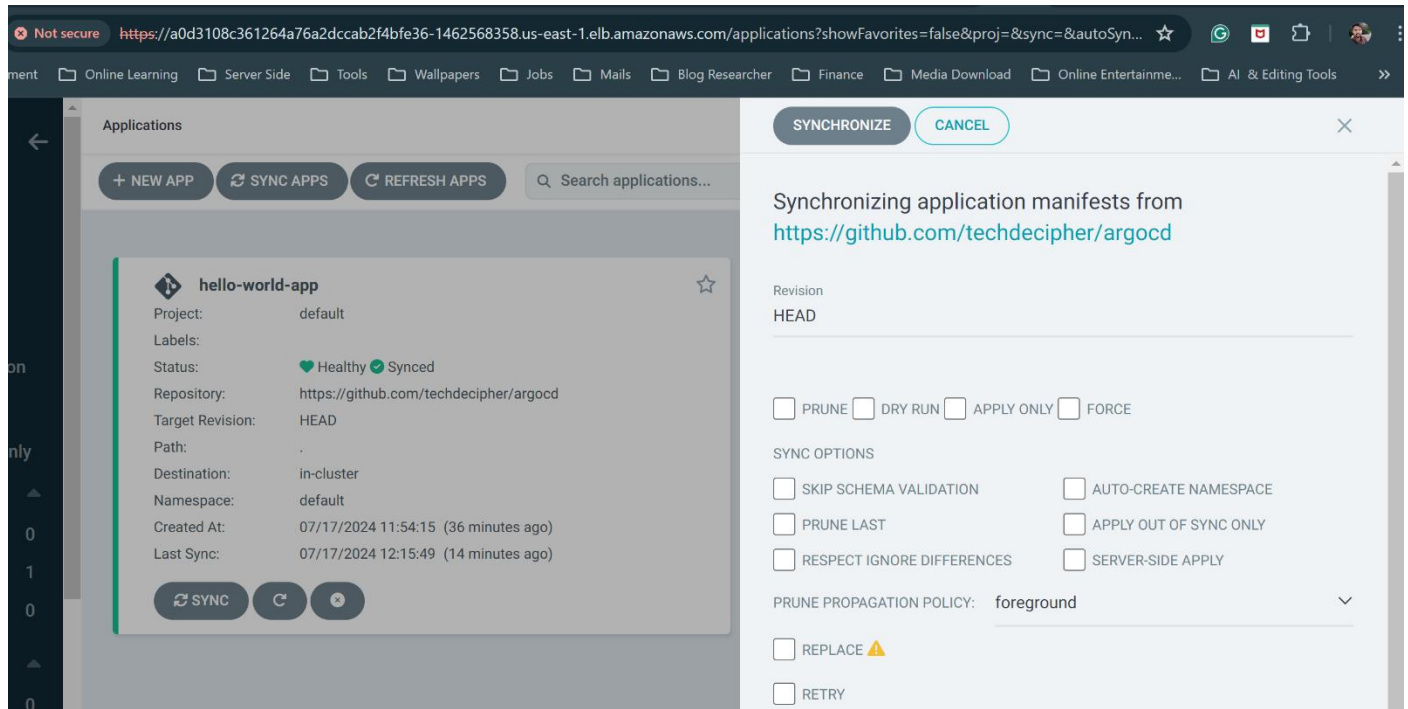 Not secure https://a0d3108c361264a76a2dccab2f4bfe36-1462568358.us-east-1.elb.amazonaws.com/applications?showFavorites=false&proj=&sync=&autoSyn...
ment Online Learning Server Side Tools Wallpapers Jobs Mails Blog Researcher Finance Media Download Online Entertainme... AI & Editing Tools »
on
nly
0
1
0
0
Applications
+ NEW APP SYNC APPS REFRESH APPS Search applications...
hello-world-app
Project: default
Labels:
Status: Healthy Synced
Repository: https://github.com/techdecipher/argocd
Target Revision: HEAD
Path: .
Destination: in-cluster
Namespace: default
Created At: 07/17/2024 11:54:15 (36 minutes ago)
Last Sync: 07/17/2024 12:15:49 (14 minutes ago)
SYNC
SYNCHRONIZE CANCEL
Synchronizing application manifests from
https://github.com/techdecipher/argocd
Revision
HEAD
PRUNE DRY RUN APPLY ONLY FORCE
SYNC OPTIONS
SKIP SCHEMA VALIDATION AUTO-CREATE NAMESPACE
PRUNE LAST APPLY OUT OF SYNC ONLY
RESPECT IGNORE DIFFERENCES SERVER-SIDE APPLY
PRUNE PROPAGATION POLICY: foreground
REPLACE
RETRY